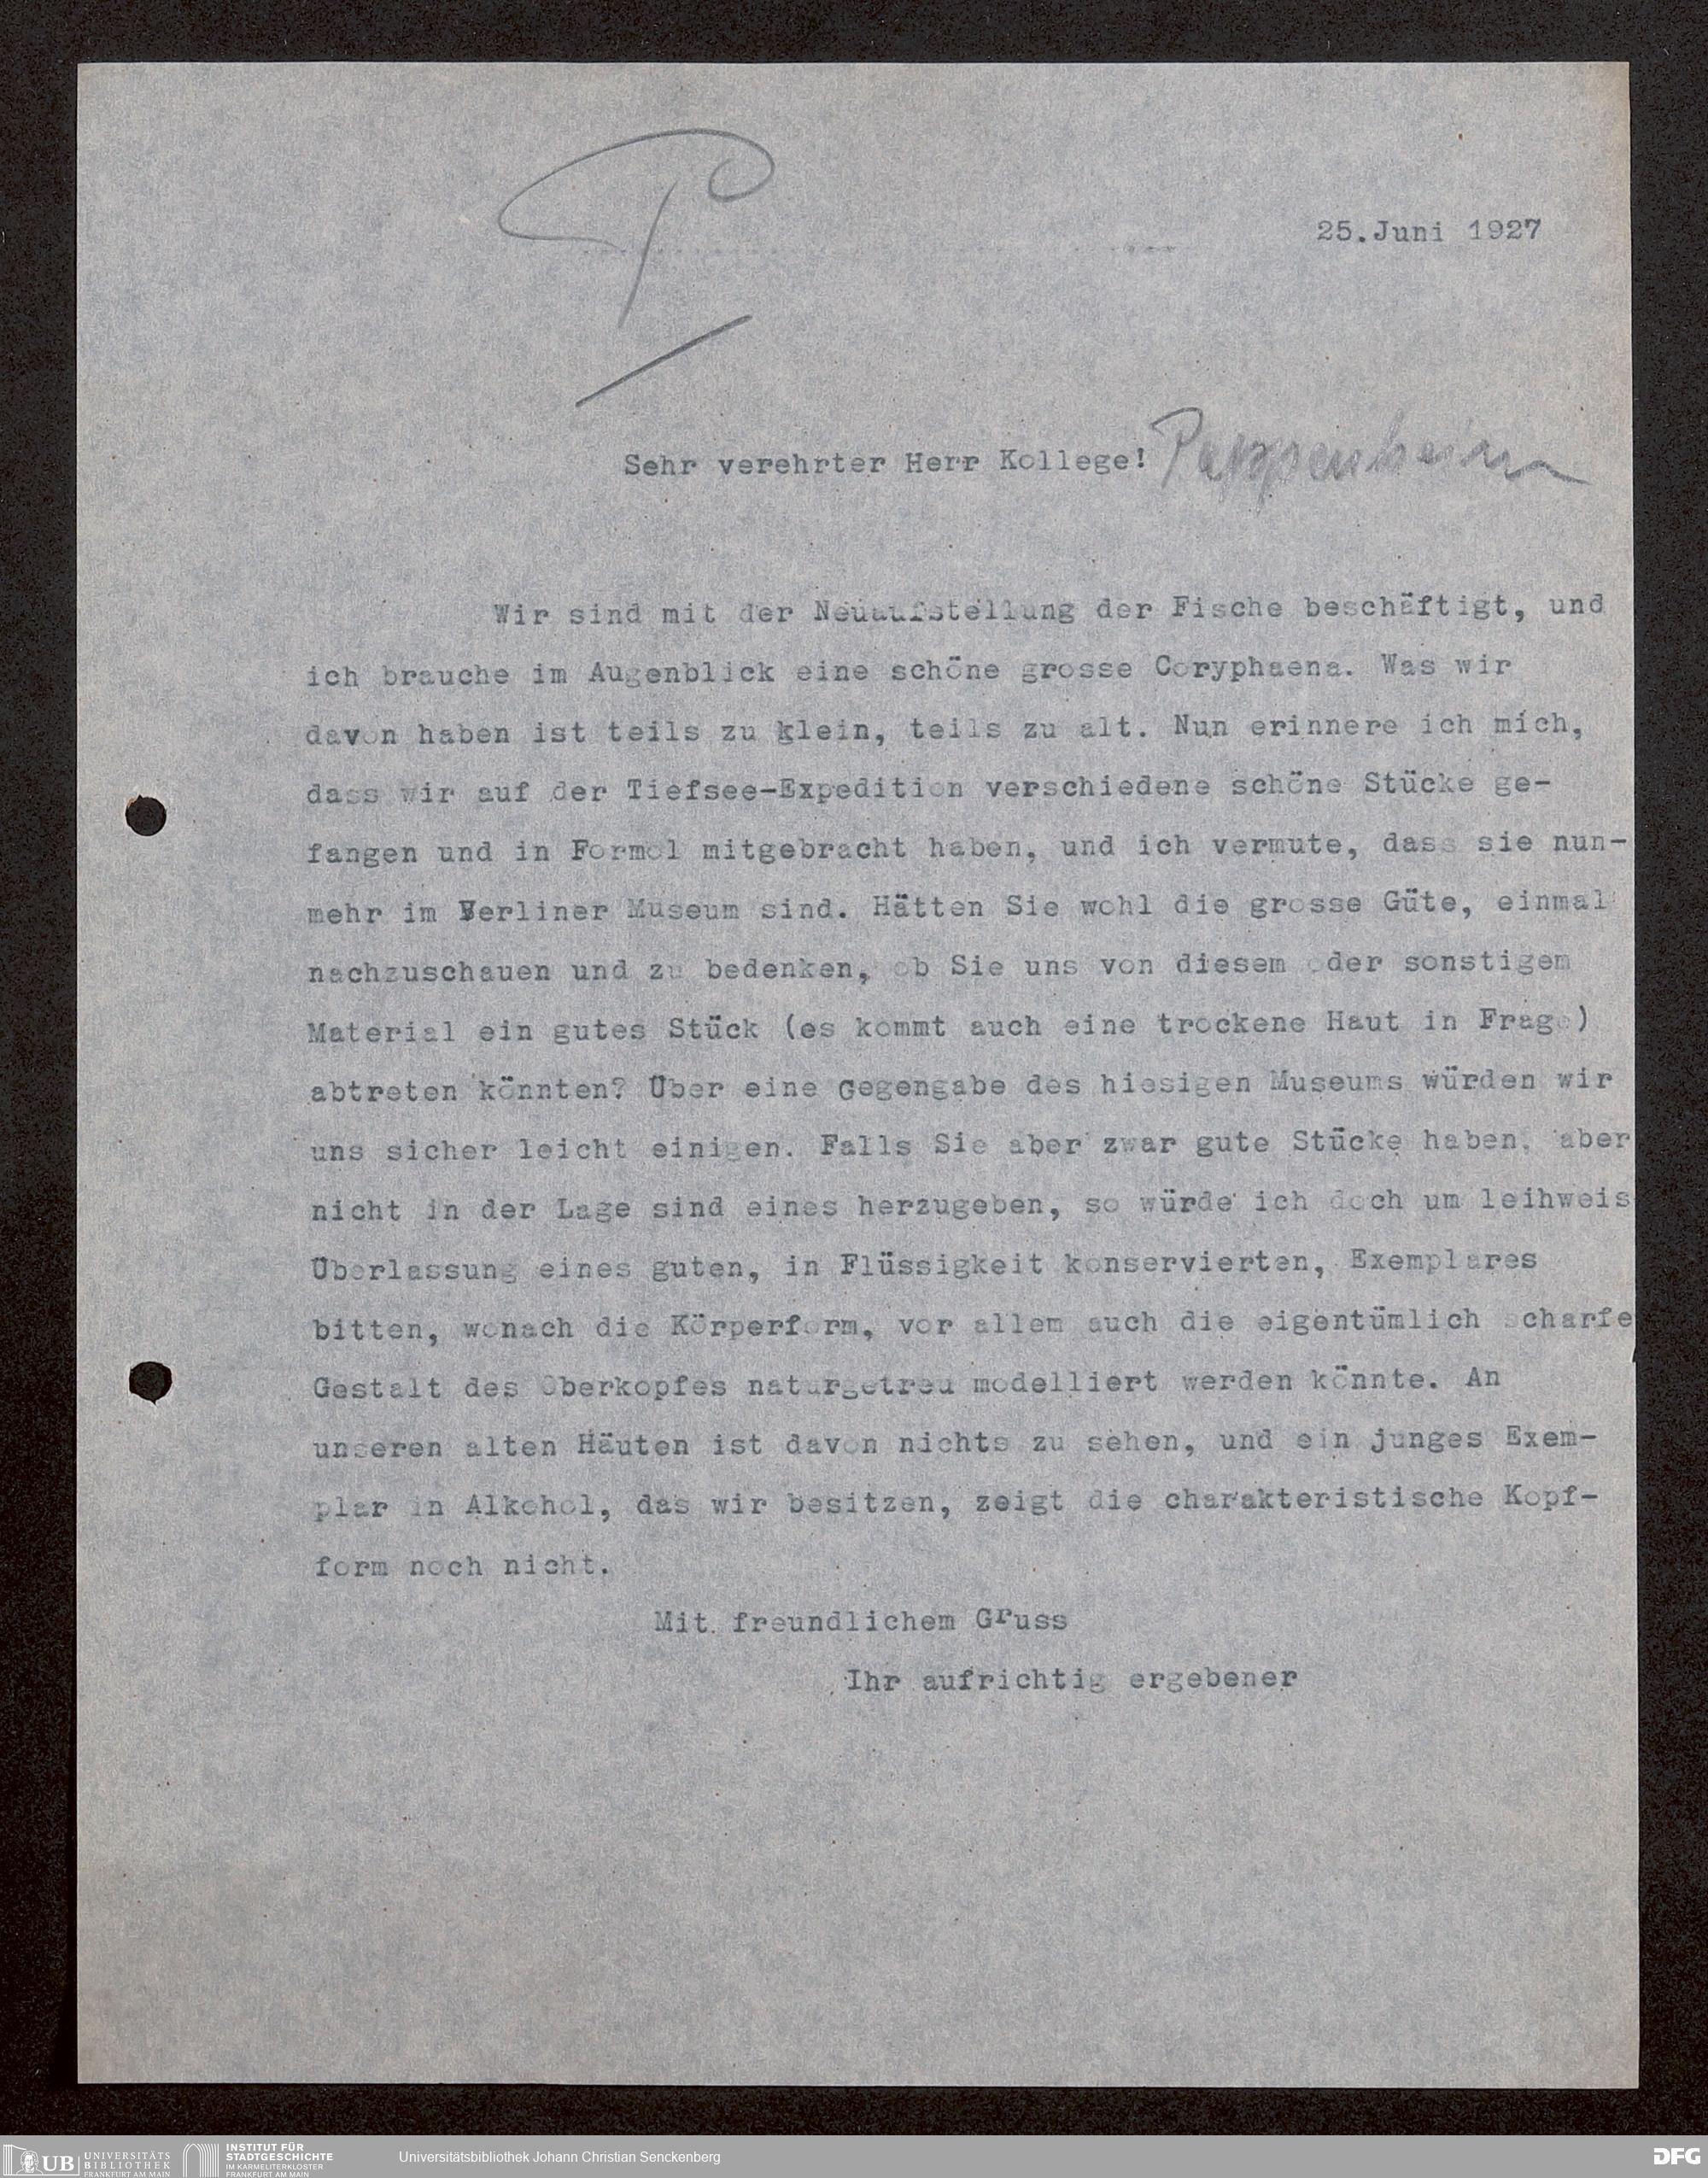 P
25.Juni 1927
Sehr verehrter Herr Kollege! Pappenheim
Wir sind mit der Neuaufstellung der Fische beschäftigt, und
ich brauche im Augenblick eine schöne grosse Coryphaena. Was wir
davon haben ist teils zu klein, teils zu alt. Nun erinnere ich mich,
dass wir auf der Tiefsee-Expedition verschiedene schöne Stücke ge-
fangen und in Formol mitgebracht haben, und ich vermute, dass sie nun-
mehr im Berliner Museum sind. Hätten Sie wohl die grosse Güte, einmal
nachzuschauen und zu bedenken, ob Sie uns von diesem oder sonstigem
Material ein gutes Stück (es kommt auch eine trockene Haut in Frage)
abtreten könnten? Über eine Gegengabe des hiesigen Museums würden wir
uns sicher leicht einigen. Falls Sie aber zwar gute Stücke haben, aber
nicht in der Lage sind eines herzugeben, so würde ich doch um leihweis
Überlassung eines guten, in Flüssigkeit konservierten, Exemplares
bitten, wonach die Körperform, vor allem auch die eigentümlich scharfe
Gestalt des Oberkopfes naturgetreu modelliert werden könnte. An
unseren alten Häuten ist davon nichts zu sehen, und ein junges Exem-
plar in Alkohol, das wir besitzen, zeigt die charakteristische Kopf-
form noch nicht.
Mit freundlichem Gruss
Ihr aufrichtig ergebener
UB UNIVERSITÄTS BIBLIOTHEK FRANKFURT AM MAIN
INSTITUT FÜR STADTGESCHICHTE IM KARMELITERKLOSTER FRANKFURT AM MAIN
Universitätsbibliothek Johann Christian Senckenberg
DFG